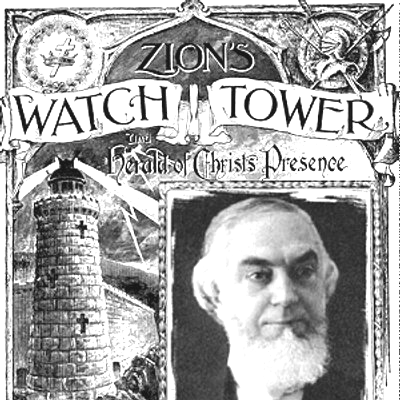 ZION'S
WATCH TOWER
and
Herald of Christ's Presence